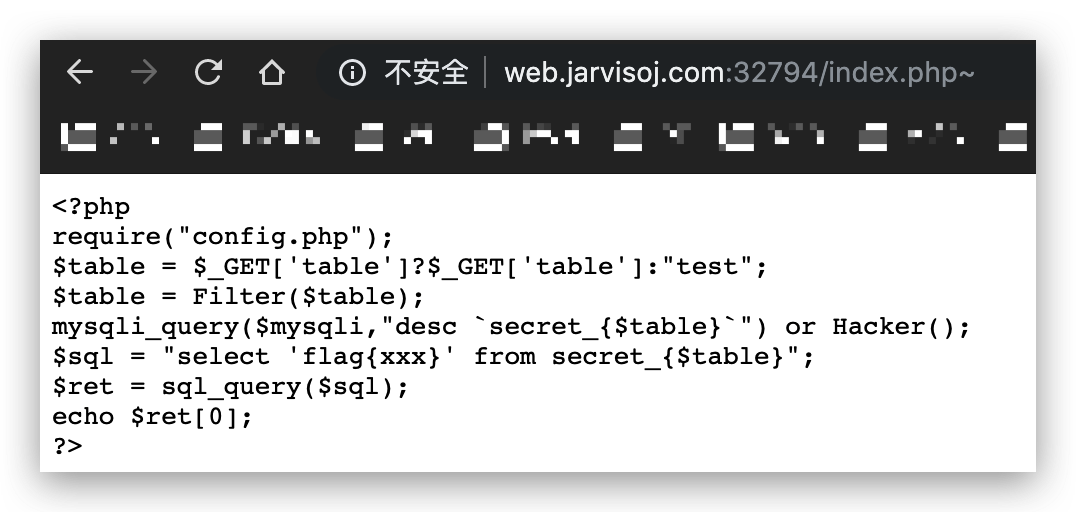 不安全 web.jarvisoj.com:32794/index.php~
<?php
require("config.php");
$table = $_GET['table']?$_GET['table']:"test";
$table = Filter($table);
mysqli_query($mysqli,"desc `secret_{$table}`") or Hacker();
$sql = "select 'flag{xxx}' from secret_{$table}";
$ret = sql_query($sql);
echo $ret[0];
?>